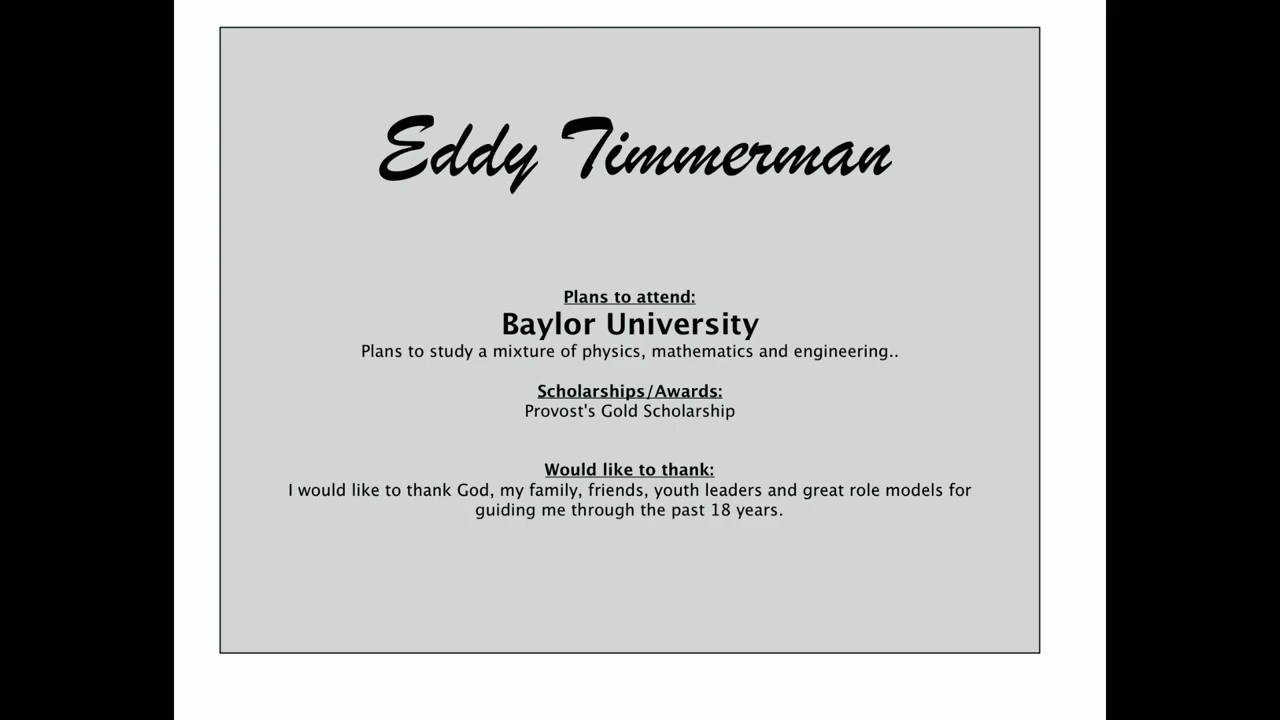 Eddy Timmerman
Plans to attend:
Baylor University
Plans to study a mixture of physics, mathematics and engineering..
Scholarships/Awards:
Provost's Gold Scholarship
Would like to thank:
I would like to thank God, my family, friends, youth leaders and great role models for
guiding me through the past 18 years.